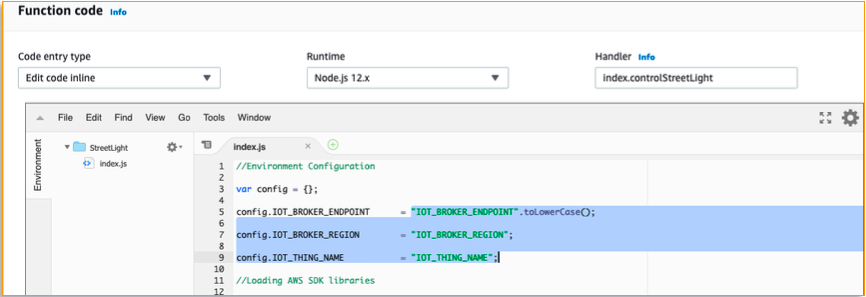 Function code Info
Code entry type Runtime Handler Info
Edit code inline Node.js 12.x index.controlStreetLight
File Edit Find View Go Tools Window
Environment
StreetLight
index.js
index.js
1 //Environment Configuration
2
3 var config = {};
4
5 config.IOT_BROKER_ENDPOINT = "IOT_BROKER_ENDPOINT".toLowerCase();
6
7 config.IOT_BROKER_REGION = "IOT_BROKER_REGION";
8
9 config.IOT_THING_NAME = "IOT_THING_NAME";
10
11 //Loading AWS SDK libraries
12